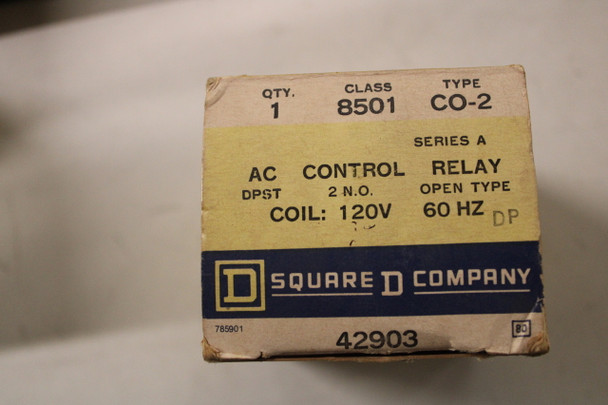 QTY. CLASS TYPE
1 8501 CO-2
SERIES A
AC CONTROL RELAY
DPST 2 N.O. OPEN TYPE
COIL: 120V 60 HZ DP
D SQUARE D COMPANY
785901
42903